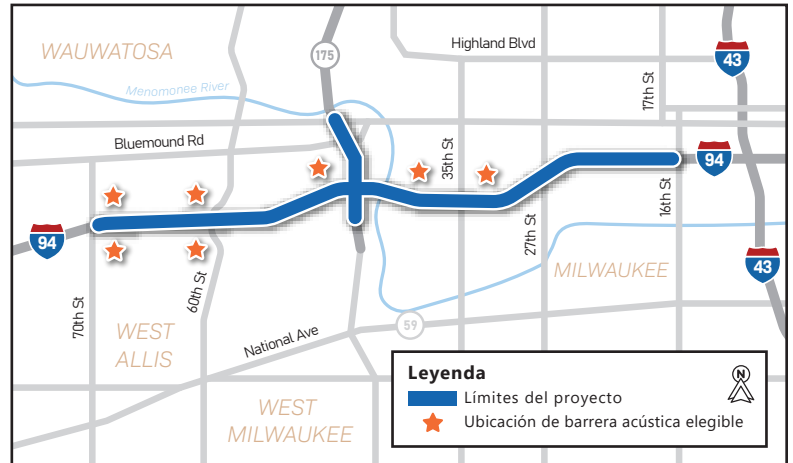 WAUWATOSA
175
Highland Blvd
43
Menomonee River
17th St
Bluemound Rd
35th St
94
16th St
27th St
94
43
MILWAUKEE
60th St
70th St
WEST
ALLIS
National Ave
59
WEST
MILWAUKEE
Leyenda
N
Límites del proyecto
Ubicación de barrera acústica elegible